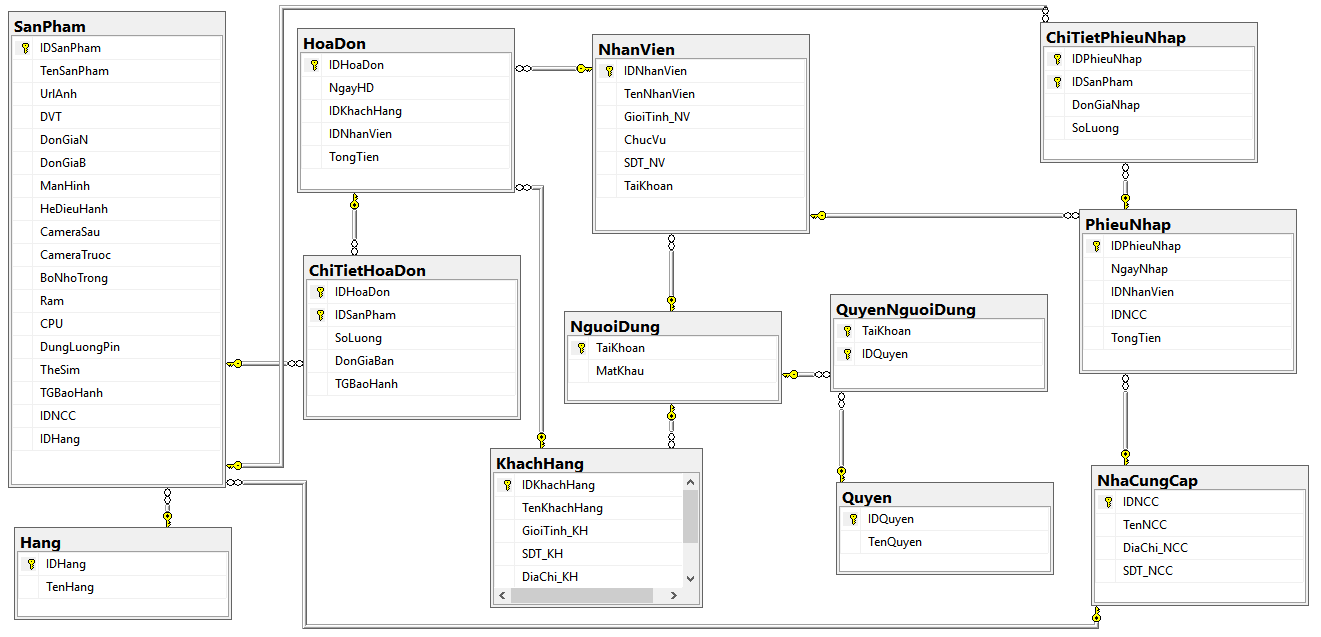 SanPham
IDSanPham
TenSanPham
UrlAnh
DVT
DonGiaN
DonGiaB
ManHinh
HeDieuHanh
CameraSau
CameraTruoc
BoNhoTrong
Ram
CPU
DungLuongPin
TheSim
TGBaoHanh
IDNCC
IDHang
Hang
IDHang
TenHang
HoaDon
IDHoaDon
NgayHD
IDKhachHang
IDNhanVien
TongTien
ChiTietHoaDon
IDHoaDon
IDSanPham
SoLuong
DonGiaBan
TGBaoHanh
NhanVien
IDNhanVien
TenNhanVien
GioiTinh_NV
ChucVu
SDT_NV
TaiKhoan
NguoiDung
TaiKhoan
MatKhau
KhachHang
IDKhachHang
TenKhachHang
GioiTinh_KH
SDT_KH
DiaChi_KH
QuyenNguoiDung
TaiKhoan
IDQuyen
Quyen
IDQuyen
TenQuyen
ChiTietPhieuNhap
IDPhieuNhap
IDSanPham
DonGiaNhap
SoLuong
PhieuNhap
IDPhieuNhap
NgayNhap
IDNhanVien
IDNCC
TongTien
NhaCungCap
IDNCC
TenNCC
DiaChi_NCC
SDT_NCC